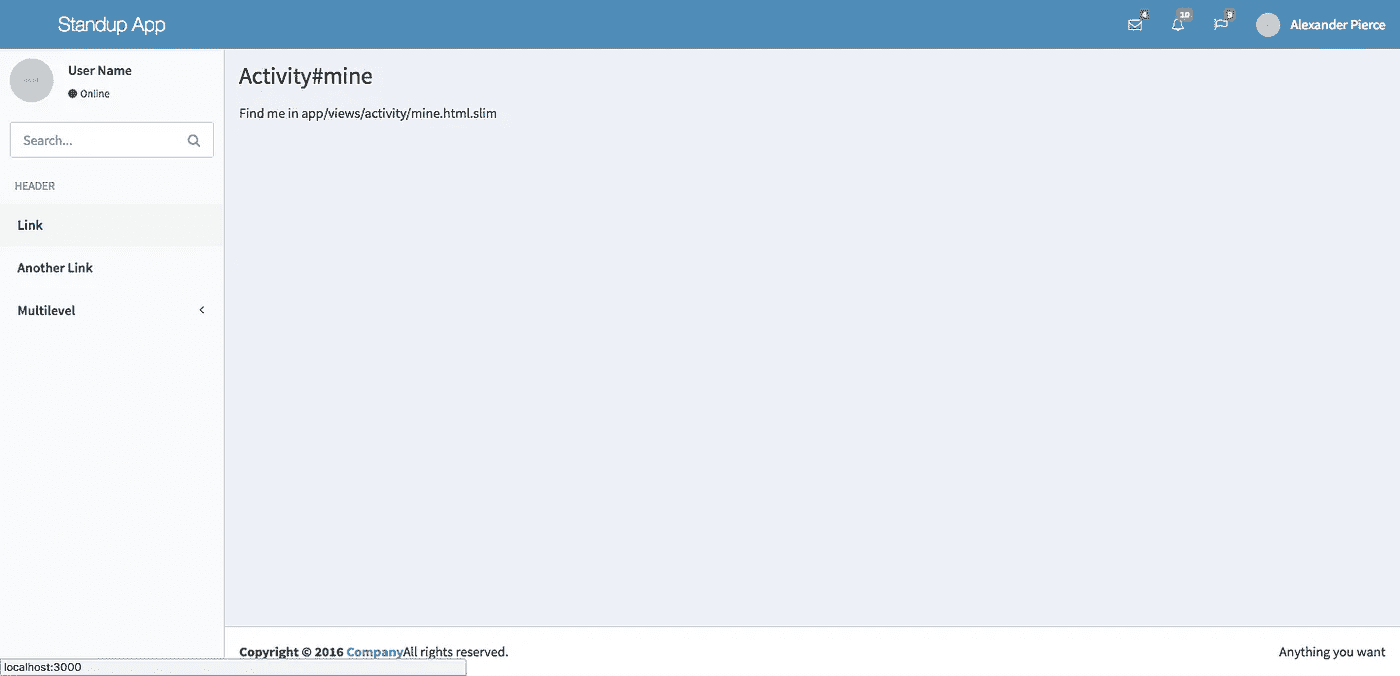 Standup App
4
10
9
Alexander Pierce
User Name
Online
Search...
HEADER
Link
Another Link
Multilevel
Activity#mine
Find me in app/views/activity/mine.html.slim
Copyright © 2016 CompanyAll rights reserved.
Anything you want
localhost:3000